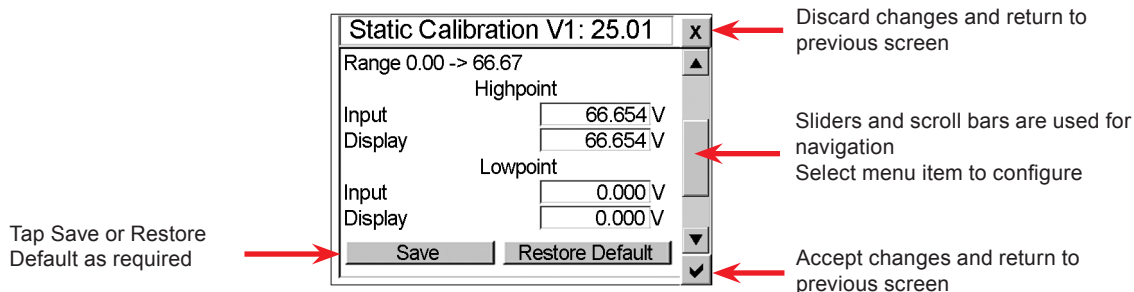 Static Calibration V1: 25.01 X
Range 0.00 -> 66.67
Highpoint
Input 66.654 V
Display 66.654 V
Lowpoint
Input 0.000 V
Display 0.000 V
Save Restore Default
Discard changes and return to
previous screen
Sliders and scroll bars are used for
navigation
Select menu item to configure
Tap Save or Restore
Default as required
Accept changes and return to
previous screen